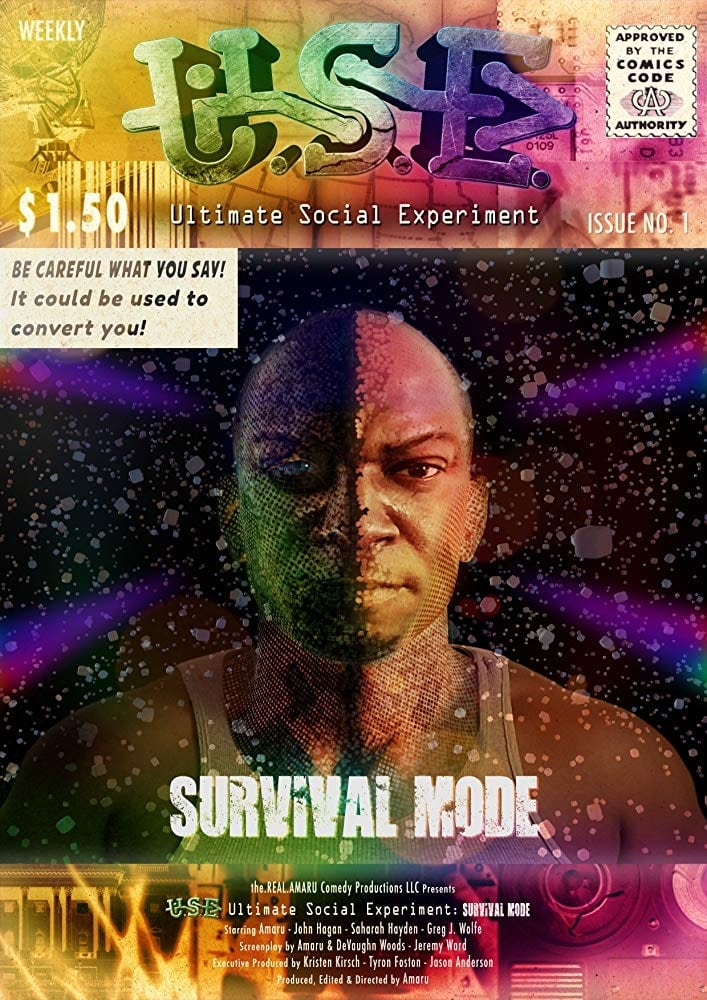 WEEKLY
U.S.E.
APPROVED
BY THE
COMICS
CODE
CA
AUTHORITY
0109
$1.50
Ultimate Social Experiment
ISSUE NO. 1
BE CAREFUL WHAT YOU SAY!
It could be used to
convert you!
SURViVAL MODE
the.REAL.AMARU Comedy Productions LLC Presents
U.S.E Ultimate Social Experiment: SURViVAL MODE
Starring Amaru - John Hagan - Saharah Hayden - Greg J. Wolfe
Screenplay by Amaru & DeVaughn Woods - Jeremy Ward
Executive Produced by Kristen Kirsch - Tyron Foston - Jason Anderson
Produced, Edited & Directed by Amaru